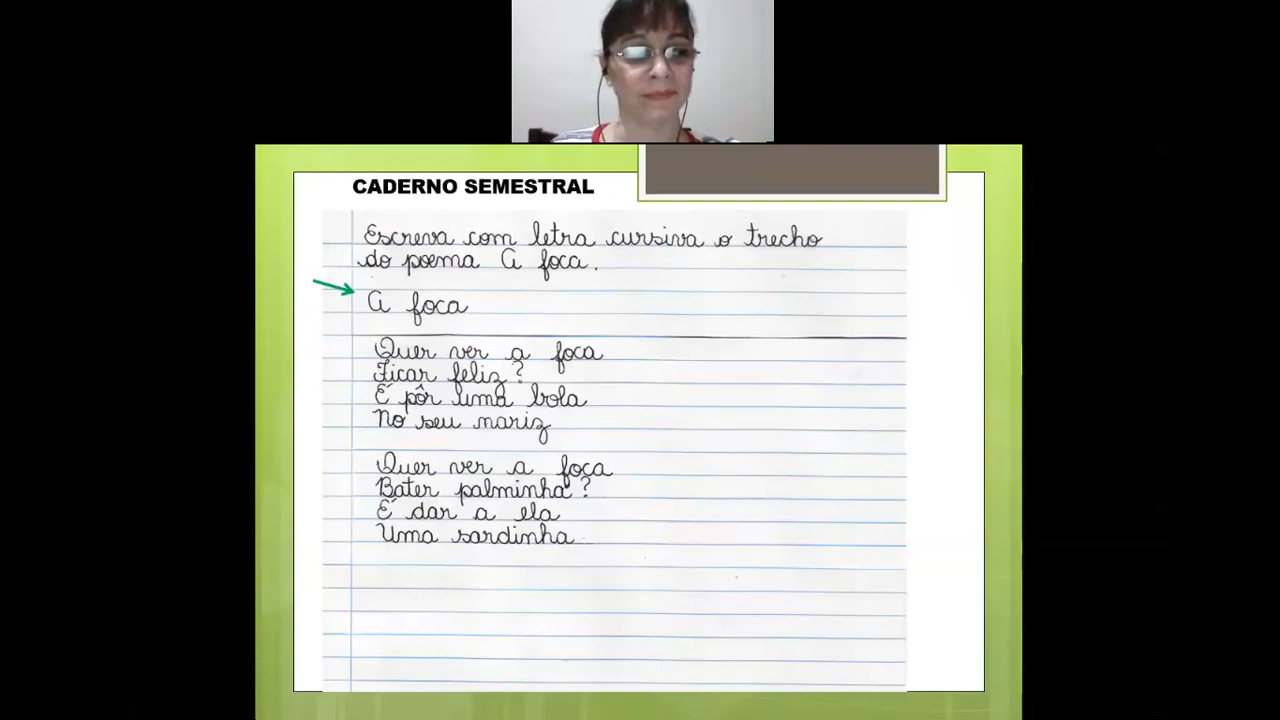 CADERNO SEMESTRAL
Escreva com letra cursiva o trecho
do poema A foca.
A foca
Quer ver a foca
Ficar feliz?
É pôr uma bola
No seu nariz
Quer ver a foca
Bater palminha?
É dar a ela
Uma sardinha